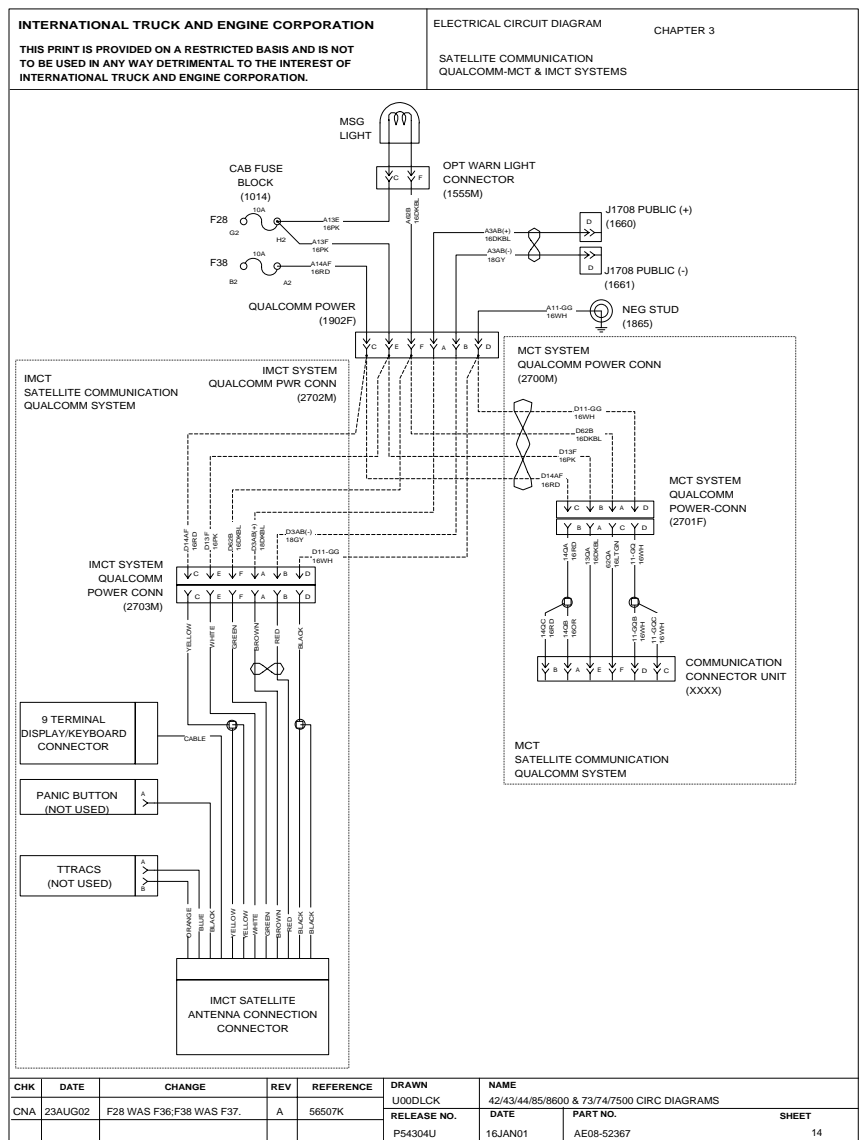 INTERNATIONAL TRUCK AND ENGINE CORPORATION
THIS PRINT IS PROVIDED ON A RESTRICTED BASIS AND IS NOT
TO BE USED IN ANY WAY DETRIMENTAL TO THE INTEREST OF
INTERNATIONAL TRUCK AND ENGINE CORPORATION.
ELECTRICAL CIRCUIT DIAGRAM
CHAPTER 3
SATELLITE COMMUNICATION
QUALCOMM-MCT & IMCT SYSTEMS
MSG
LIGHT
C F
OPT WARN LIGHT
CONNECTOR
(1555M)
CAB FUSE
BLOCK
(1014)
F28
10A
G2
H2
A13E
16PK
A13F
16PK
F38
10A
B2
A2
A14AF
16RD
A62B
16DKBL
A3AB(+)
16DKBL
A3AB(-)
18GY
D
J1708 PUBLIC (+)
(1660)
D
J1708 PUBLIC (-)
(1661)
A11-GG
16WH
NEG STUD
(1865)
QUALCOMM POWER
(1902F)
C E F A B D
IMCT SYSTEM
QUALCOMM PWR CONN
(2702M)
MCT SYSTEM
QUALCOMM POWER CONN
(2700M)
IMCT
SATELLITE COMMUNICATION
QUALCOMM SYSTEM
D11-GG
16WH
D62B
16DKBL
D13F
16PK
D14AF
16RD
MCT SYSTEM
QUALCOMM
POWER-CONN
(2701F)
C B A D
B A C D
14QA
16RD
13QA
16DKBL
62QA
16LTGN
11-GQ
16WH
14QC
16RD
14QB
16OR
11-GQB
16WH
11-GQC
16WH
B A E F D C
COMMUNICATION
CONNECTOR UNIT
(XXXX)
MCT
SATELLITE COMMUNICATION
QUALCOMM SYSTEM
D14AF
16RD
D13F
16PK
D62B
16DKBL
D3AB(+)
18DKBL
D3AB(-)
18GY
D11-GG
16WH
IMCT SYSTEM
QUALCOMM
POWER CONN
(2703M)
C E F A B D
C E F A B D
YELLOW
WHITE
GREEN
BROWN
RED
BLACK
9 TERMINAL
DISPLAY/KEYBOARD
CONNECTOR
CABLE
PANIC BUTTON
(NOT USED)
A
TTRACS
(NOT USED)
A
B
ORANGE
BLUE
BLACK
YELLOW
YELLOW
WHITE
GREEN
BROWN
RED
BLACK
BLACK
IMCT SATELLITE
ANTENNA CONNECTION
CONNECTOR
CHK DATE CHANGE REV REFERENCE
CNA 23AUG02 F28 WAS F36;F38 WAS F37. A 56507K
DRAWN
U00DLCK
NAME
42/43/44/85/8600 & 73/74/7500 CIRC DIAGRAMS
RELEASE NO.
P54304U
DATE
16JAN01
PART NO.
AE08-52367
SHEET
14